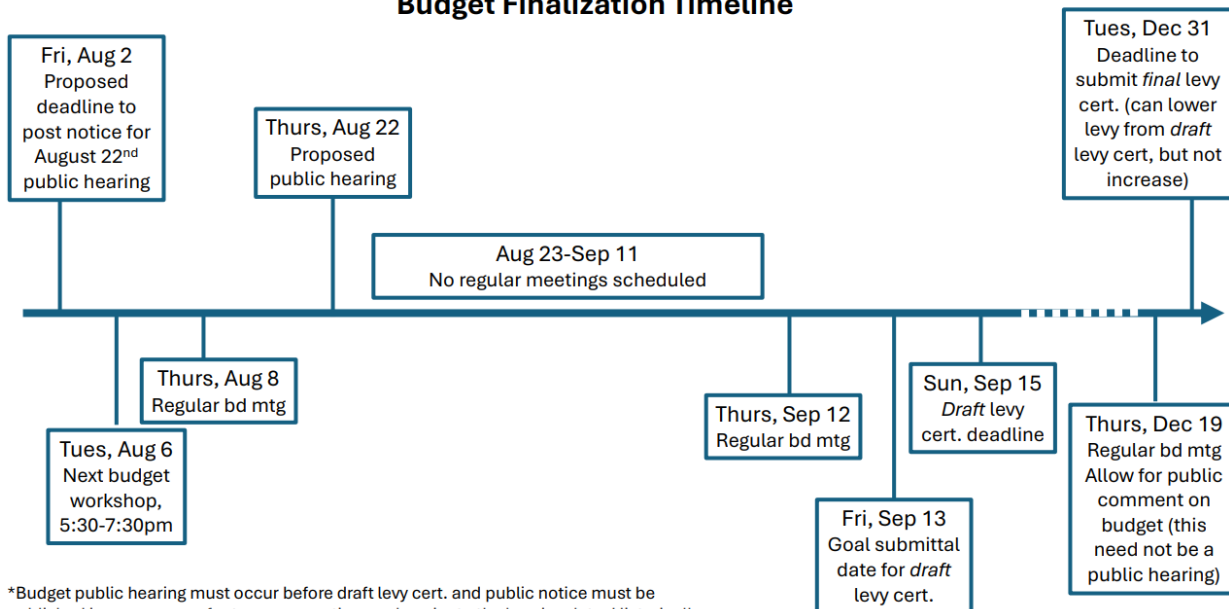 Budget Finalization Timeline
Fri, Aug 2
Proposed
deadline to
post notice for
August 22nd
public hearing
Thurs, Aug 22
Proposed
public hearing
Tues, Dec 31
Deadline to
submit final levy
cert. (can lower
levy from draft
levy cert, but not
increase)
Aug 23-Sep 11
No regular meetings scheduled
Tues, Aug 6
Next budget
workshop,
5:30-7:30pm
Thurs, Aug 8
Regular bd mtg
Thurs, Sep 12
Regular bd mtg
Fri, Sep 13
Goal submittal
date for draft
levy cert.
Sun, Sep 15
Draft levy
cert. deadline
Thurs, Dec 19
Regular bd mtg
Allow for public
comment on
budget (this
need not be a
public hearing)
*Budget public hearing must occur before draft levy cert. and public notice must be